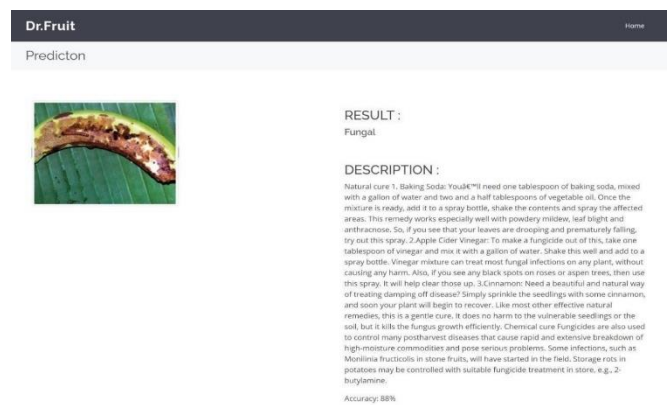 Dr.Fruit
Home
Predicton
RESULT :
Fungal
DESCRIPTION :
Natural cure 1. Baking Soda: Youâ€™ll need one tablespoon of baking soda, mixed
with a gallon of water and two and a half tablespoons of vegetable oil, Once the
mixture is ready, add it to a spray bottle, shake the contents and spray the affected
areas. This remedy works especially well with powdery mildew, leaf blight and
anthracnose. So, if you see that your leaves are drooping and prematurely falling,
try out this spray. 2.Apple Cider Vinegar: To make a fungicide out of this, take one
tablespoon of vinegar and mix it with a gallon of water. Shake this well and add to a
spray bottle. Vinegar mixture can treat most fungal infections on any plant, without
causing any harm. Also, if you see any black spots on roses or aspen trees, then use
this spray. It will help clear those up. 3.Cinnamon: Need a beautiful and natural way
of treating damping off disease? Simply sprinkle the seedlings with some cinnamon,
and soon your plant will begin to recover. Like most other effective natural
remedies, this is a gentle cure. It does no harm to the vulnerable seedlings or the
soil, but it kills the fungus growth efficiently. Chemical cure Fungicides are also used
to control many postharvest diseases that cause rapid and extensive breakdown of
high-moisture commodities and pose serious problems. Some infections, such as
Monilinia fructicolis in stone fruits, will have started in the field. Storage rots in
potatoes may be controlled with suitable fungicide treatment in store, e.g., 2-
butylamine.
Accuracy: 88%